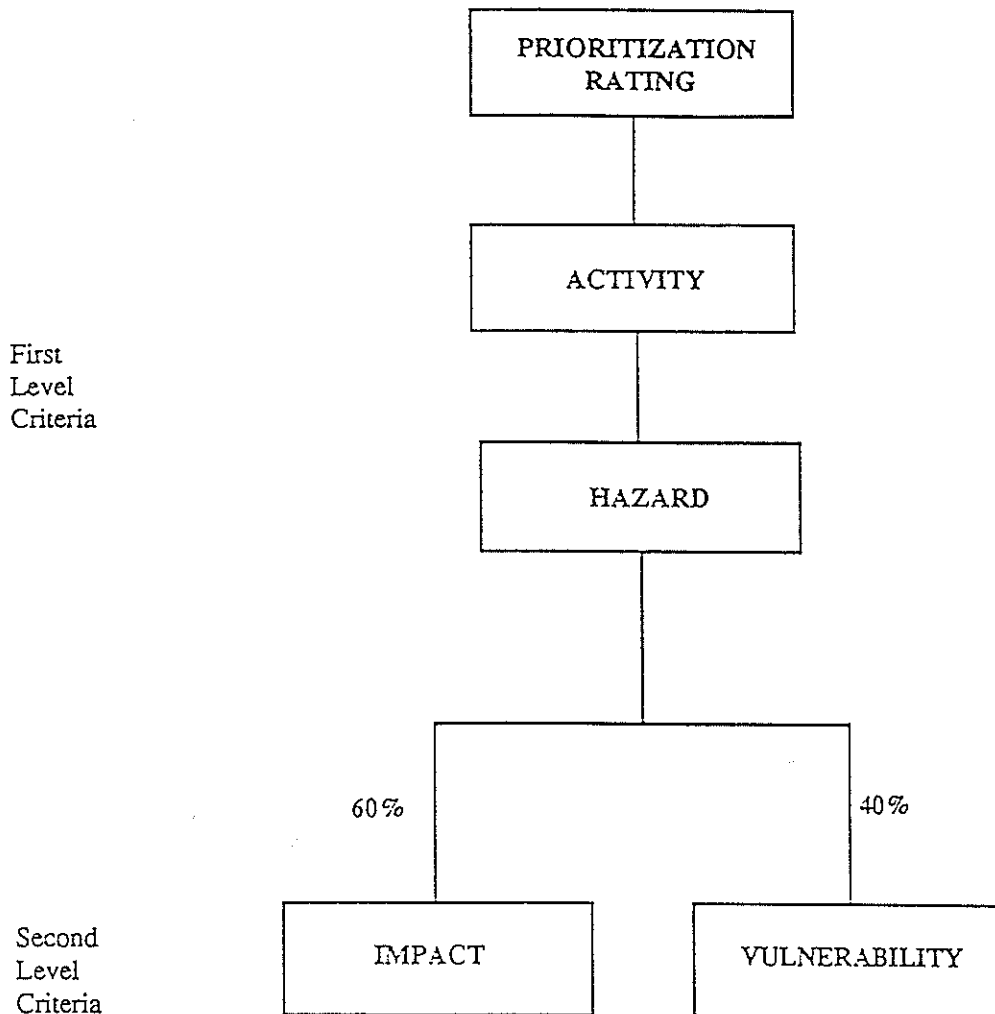 PRIORITIZATION
RATING
ACTIVITY
First
Level
Criteria
HAZARD
60%
40%
Second
Level
Criteria
IMPACT
VULNERABILITY